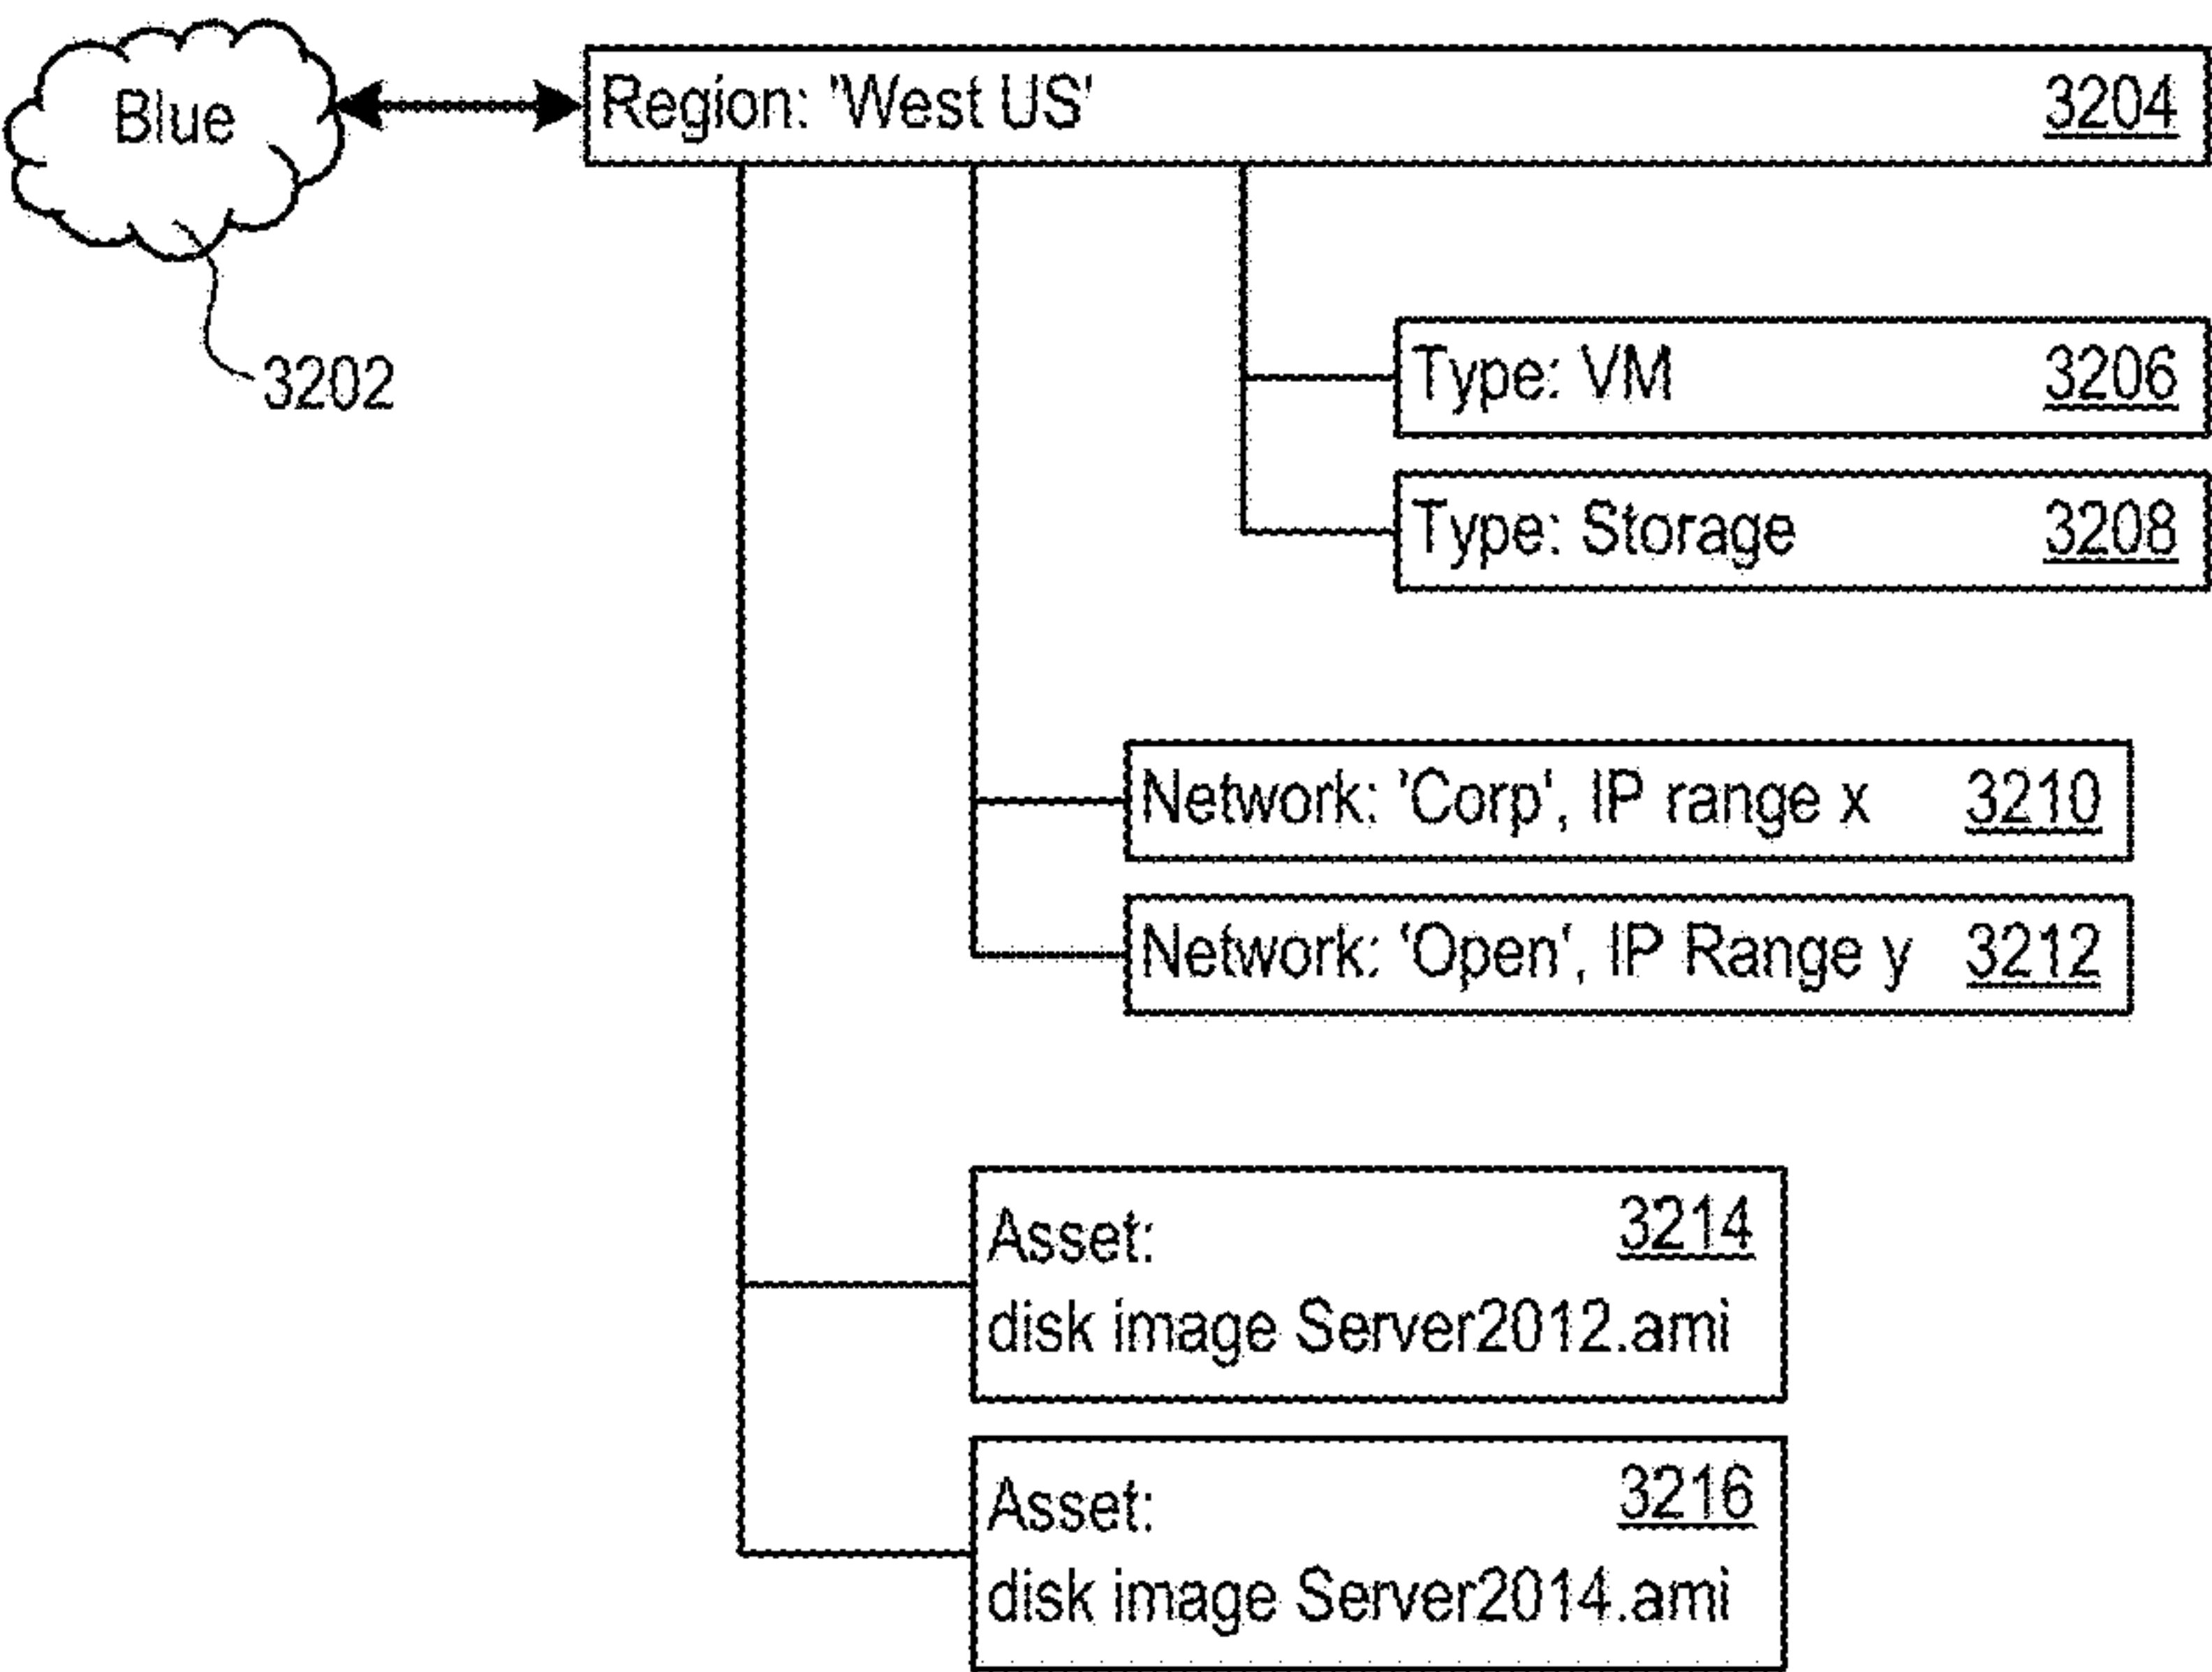 Blue
3202
Region: 'West US' 3204
Type: VM 3206
Type: Storage 3208
Network: 'Corp', IP range x 3210
Network: 'Open', IP Range y 3212
Asset: 3214
disk image Server2012.ami
Asset: 3216
disk image Server2014.ami